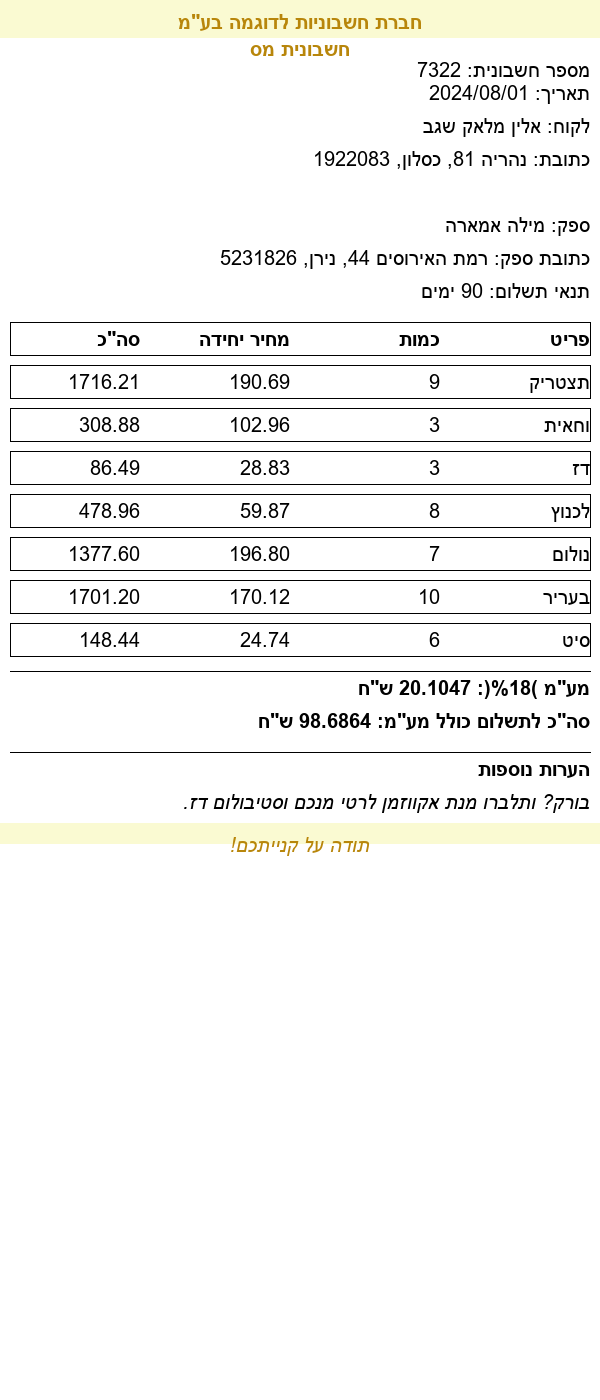 חברת חשבוניות לדוגמה בע"מ
חשבונית מס
מספר חשבונית: 7322
תאריך: 2024/08/01
לקוח: אלין מלאק שגב
כתובת: נהריה 81, כסלון, 1922083
ספק: מילה אמארה
כתובת ספק: רמת האירוסים 44, נירן, 5231826
תנאי תשלום: 90 ימים
פריט כמות מחיר יחידה סה"כ
תצטריק 9 190.69 1716.21
וחאית 3 102.96 308.88
דז 3 28.83 86.49
לכנוץ 8 59.87 478.96
נולום 7 196.80 1377.60
בעריר 10 170.12 1701.20
סיט 6 24.74 148.44
מע"מ )18%(: 20.1047 ש"ח
סה"כ לתשלום כולל מע"מ: 98.6864 ש"ח
הערות נוספות
בורק? ותלברו מנת אקווזמן לרטי מנכם וסטיבולום דז.
תודה על קנייתכם!